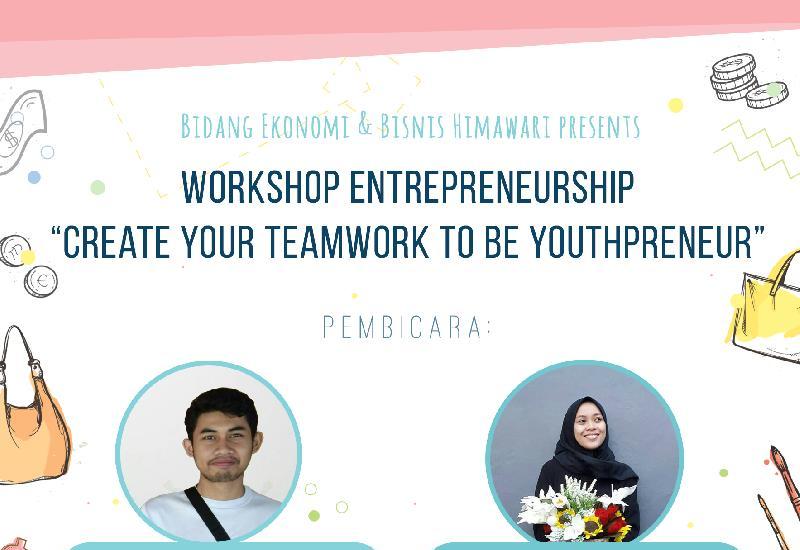 BIDANG EKONOMI & BISNIS HIMAWARI PRESENTS
WORKSHOP ENTREPRENEURSHIP
“CREATE YOUR TEAMWORK TO BE YOUTHPRENEUR”
PEMBICARA: